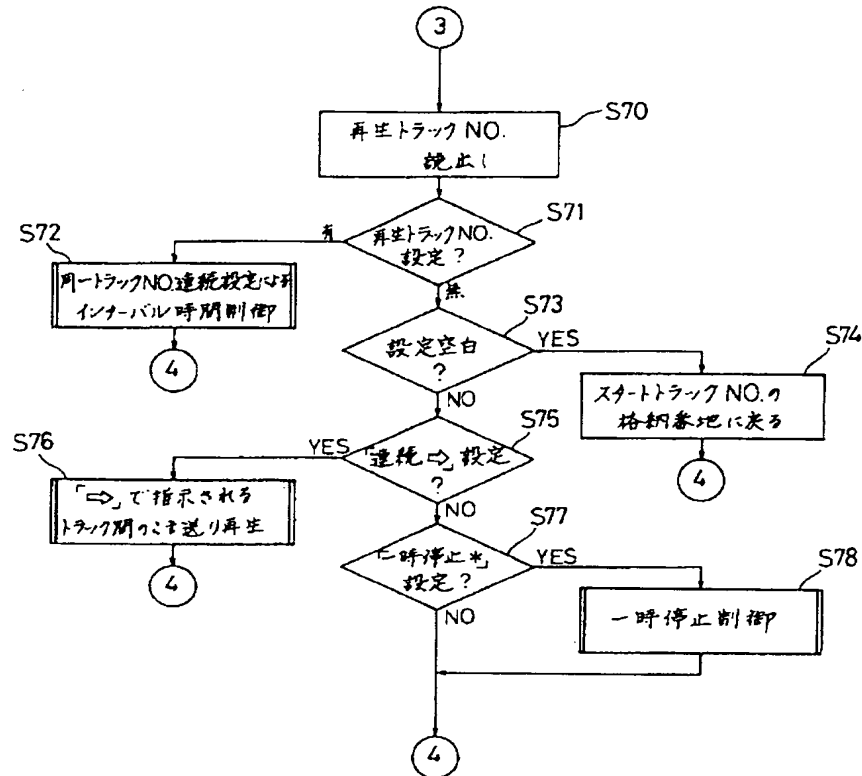 3
S70
再生トラックNO.
読出し
S71
再生トラックNO.
設定?
有
S72
同一トラックNO.連続設定による
インターバル時間制御
4
無
S73
設定空白
?
YES
S74
スタートトラックNO.の
格納番地に戻る
4
NO
S75
「連続⇨」設定
?
YES
S76
「⇨」で指示される
トラック間のこま送り再生
4
NO
S77
「一時停止*」
設定?
YES
S78
一時停止制御
NO
4